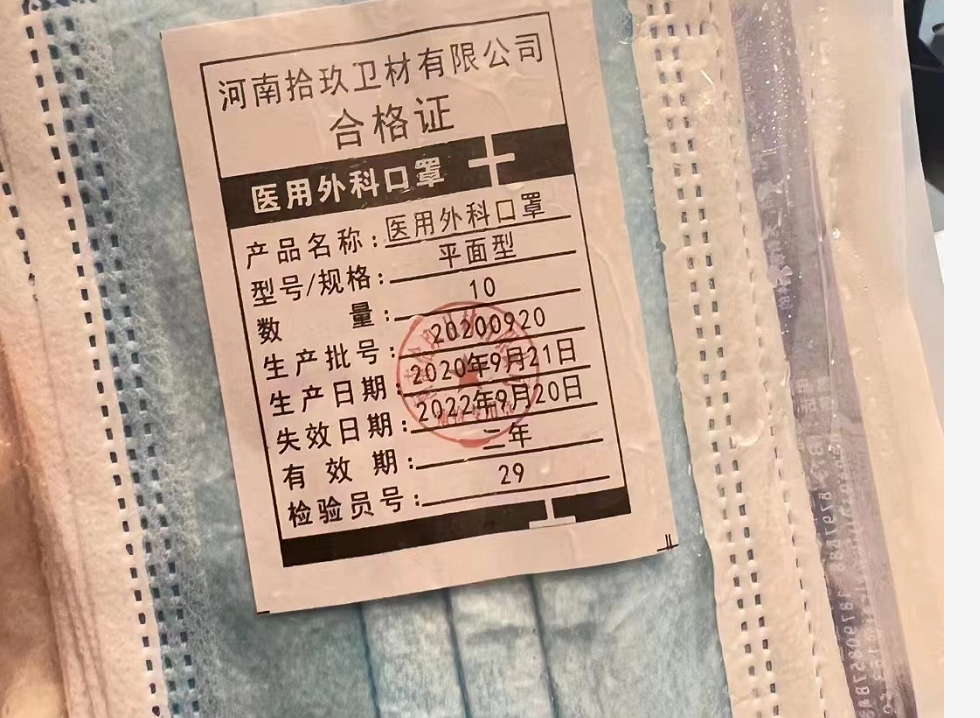 河南拾玖卫材有限公司
合格证
医用外科口罩
产品名称：医用外科口罩
型号/规格：平面型
数 量：10
生产批号：20200920
生产日期：2020年9月21日
失效日期：2022年9月20日
有 效 期：二年
检验员号：29